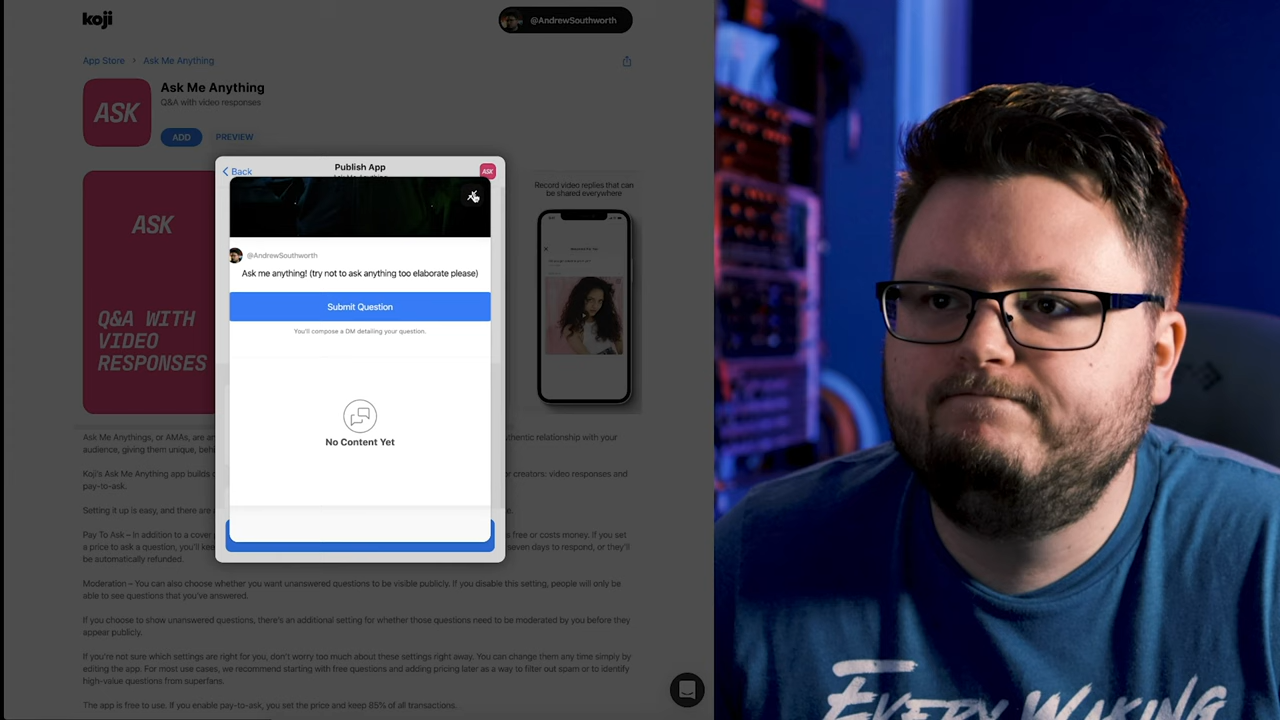 koji
@AndrewSouthworth
App Store › Ask Me Anything
ASK
Ask Me Anything
Q&A with video responses
ADD
PREVIEW
ASK
Q&A WITH
VIDEO
RESPONSES
Back
Publish App
ASK
@AndrewSouthworth
Ask me anything! (try not to ask anything too elaborate please)
Submit Question
You'll compose a DM detailing your question.
No Content Yet
Record video replies that can
be shared everywhere
Ask Me Anythings, or AMAs, are an
thentic relationship with your
audience, giving them unique, beh
Koji's Ask Me Anything app builds
or creators: video responses and
pay-to-ask.
Setting it up is easy, and there are
Pay To Ask – In addition to a cover
is free or costs money. If you set
a price to ask a question, you'll kee
seven days to respond, or they'll
be automatically refunded.
Moderation – You can also choose whether you want unanswered questions to be visible publicly. If you disable this setting, people will only be
able to see questions that you've answered.
If you choose to show unanswered questions, there's an additional setting for whether those questions need to be moderated by you before they
appear publicly.
If you're not sure which settings are right for you, don't worry too much about these settings right away. You can change them any time simply by
editing the app. For most use cases, we recommend starting with free questions and adding pricing later as a way to filter out spam or to identify
high-value questions from superfans.
The app is free to use. If you enable pay-to-ask, you set the price and keep 85% of all transactions.
EVERY WAKING